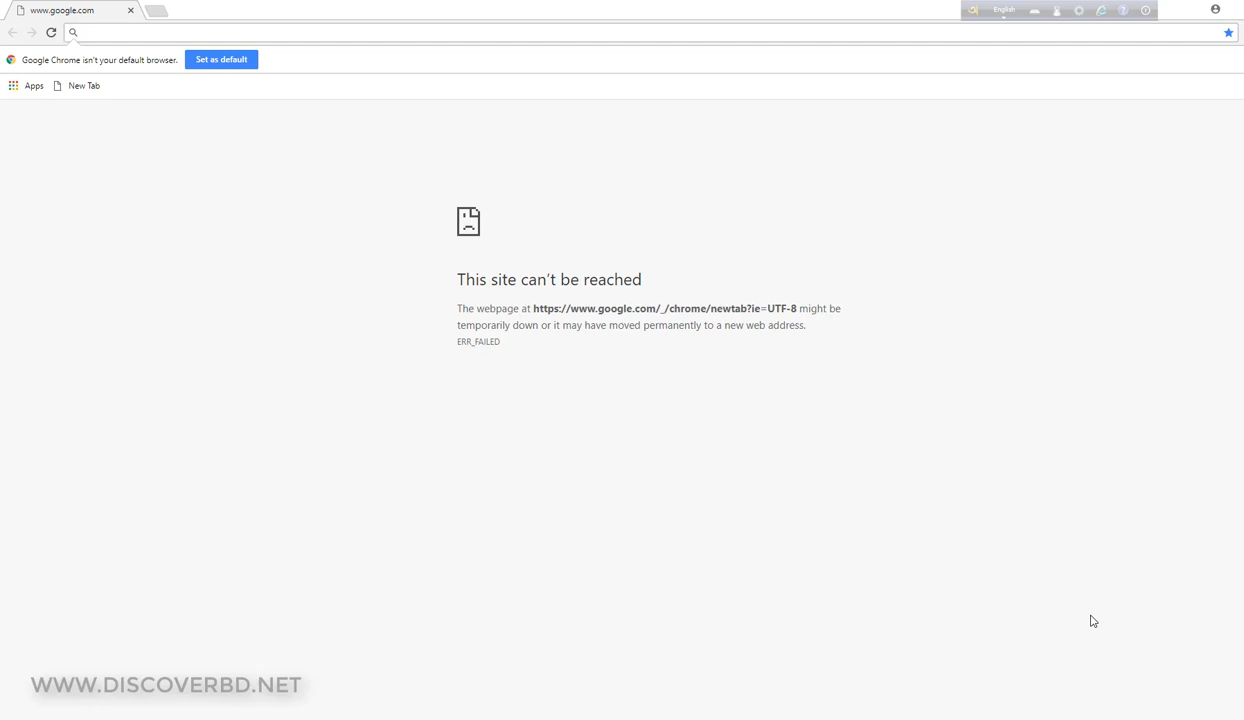 www.google.com
English
Google Chrome isn't your default browser. Set as default
Apps New Tab
This site can't be reached
The webpage at https://www.google.com/_/chrome/newtab?ie=UTF-8 might be
temporarily down or it may have moved permanently to a new web address.
ERR_FAILED
WWW.DISCOVERBD.NET